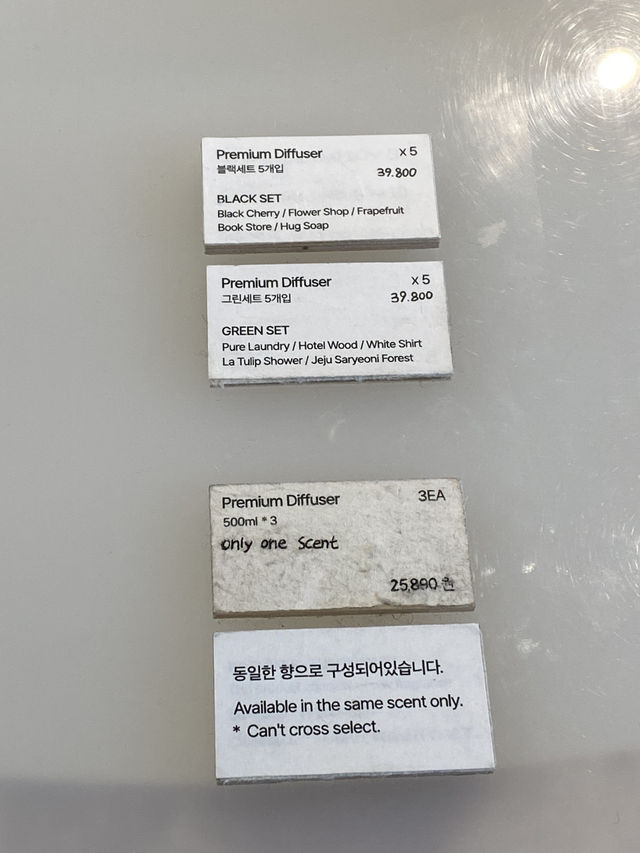 Premium Diffuser x 5
블랙세트 5개입 39.800
BLACK SET
Black Cherry / Flower Shop / Frapefruit
Book Store / Hug Soap
Premium Diffuser x 5
그린세트 5개입 39.800
GREEN SET
Pure Laundry / Hotel Wood / White Shirt
La Tulip Shower / Jeju Saryeoni Forest
Premium Diffuser 3EA
500ml * 3
only one scent
25,890 원
동일한 향으로 구성되어있습니다.
Available in the same scent only.
* Can't cross select.